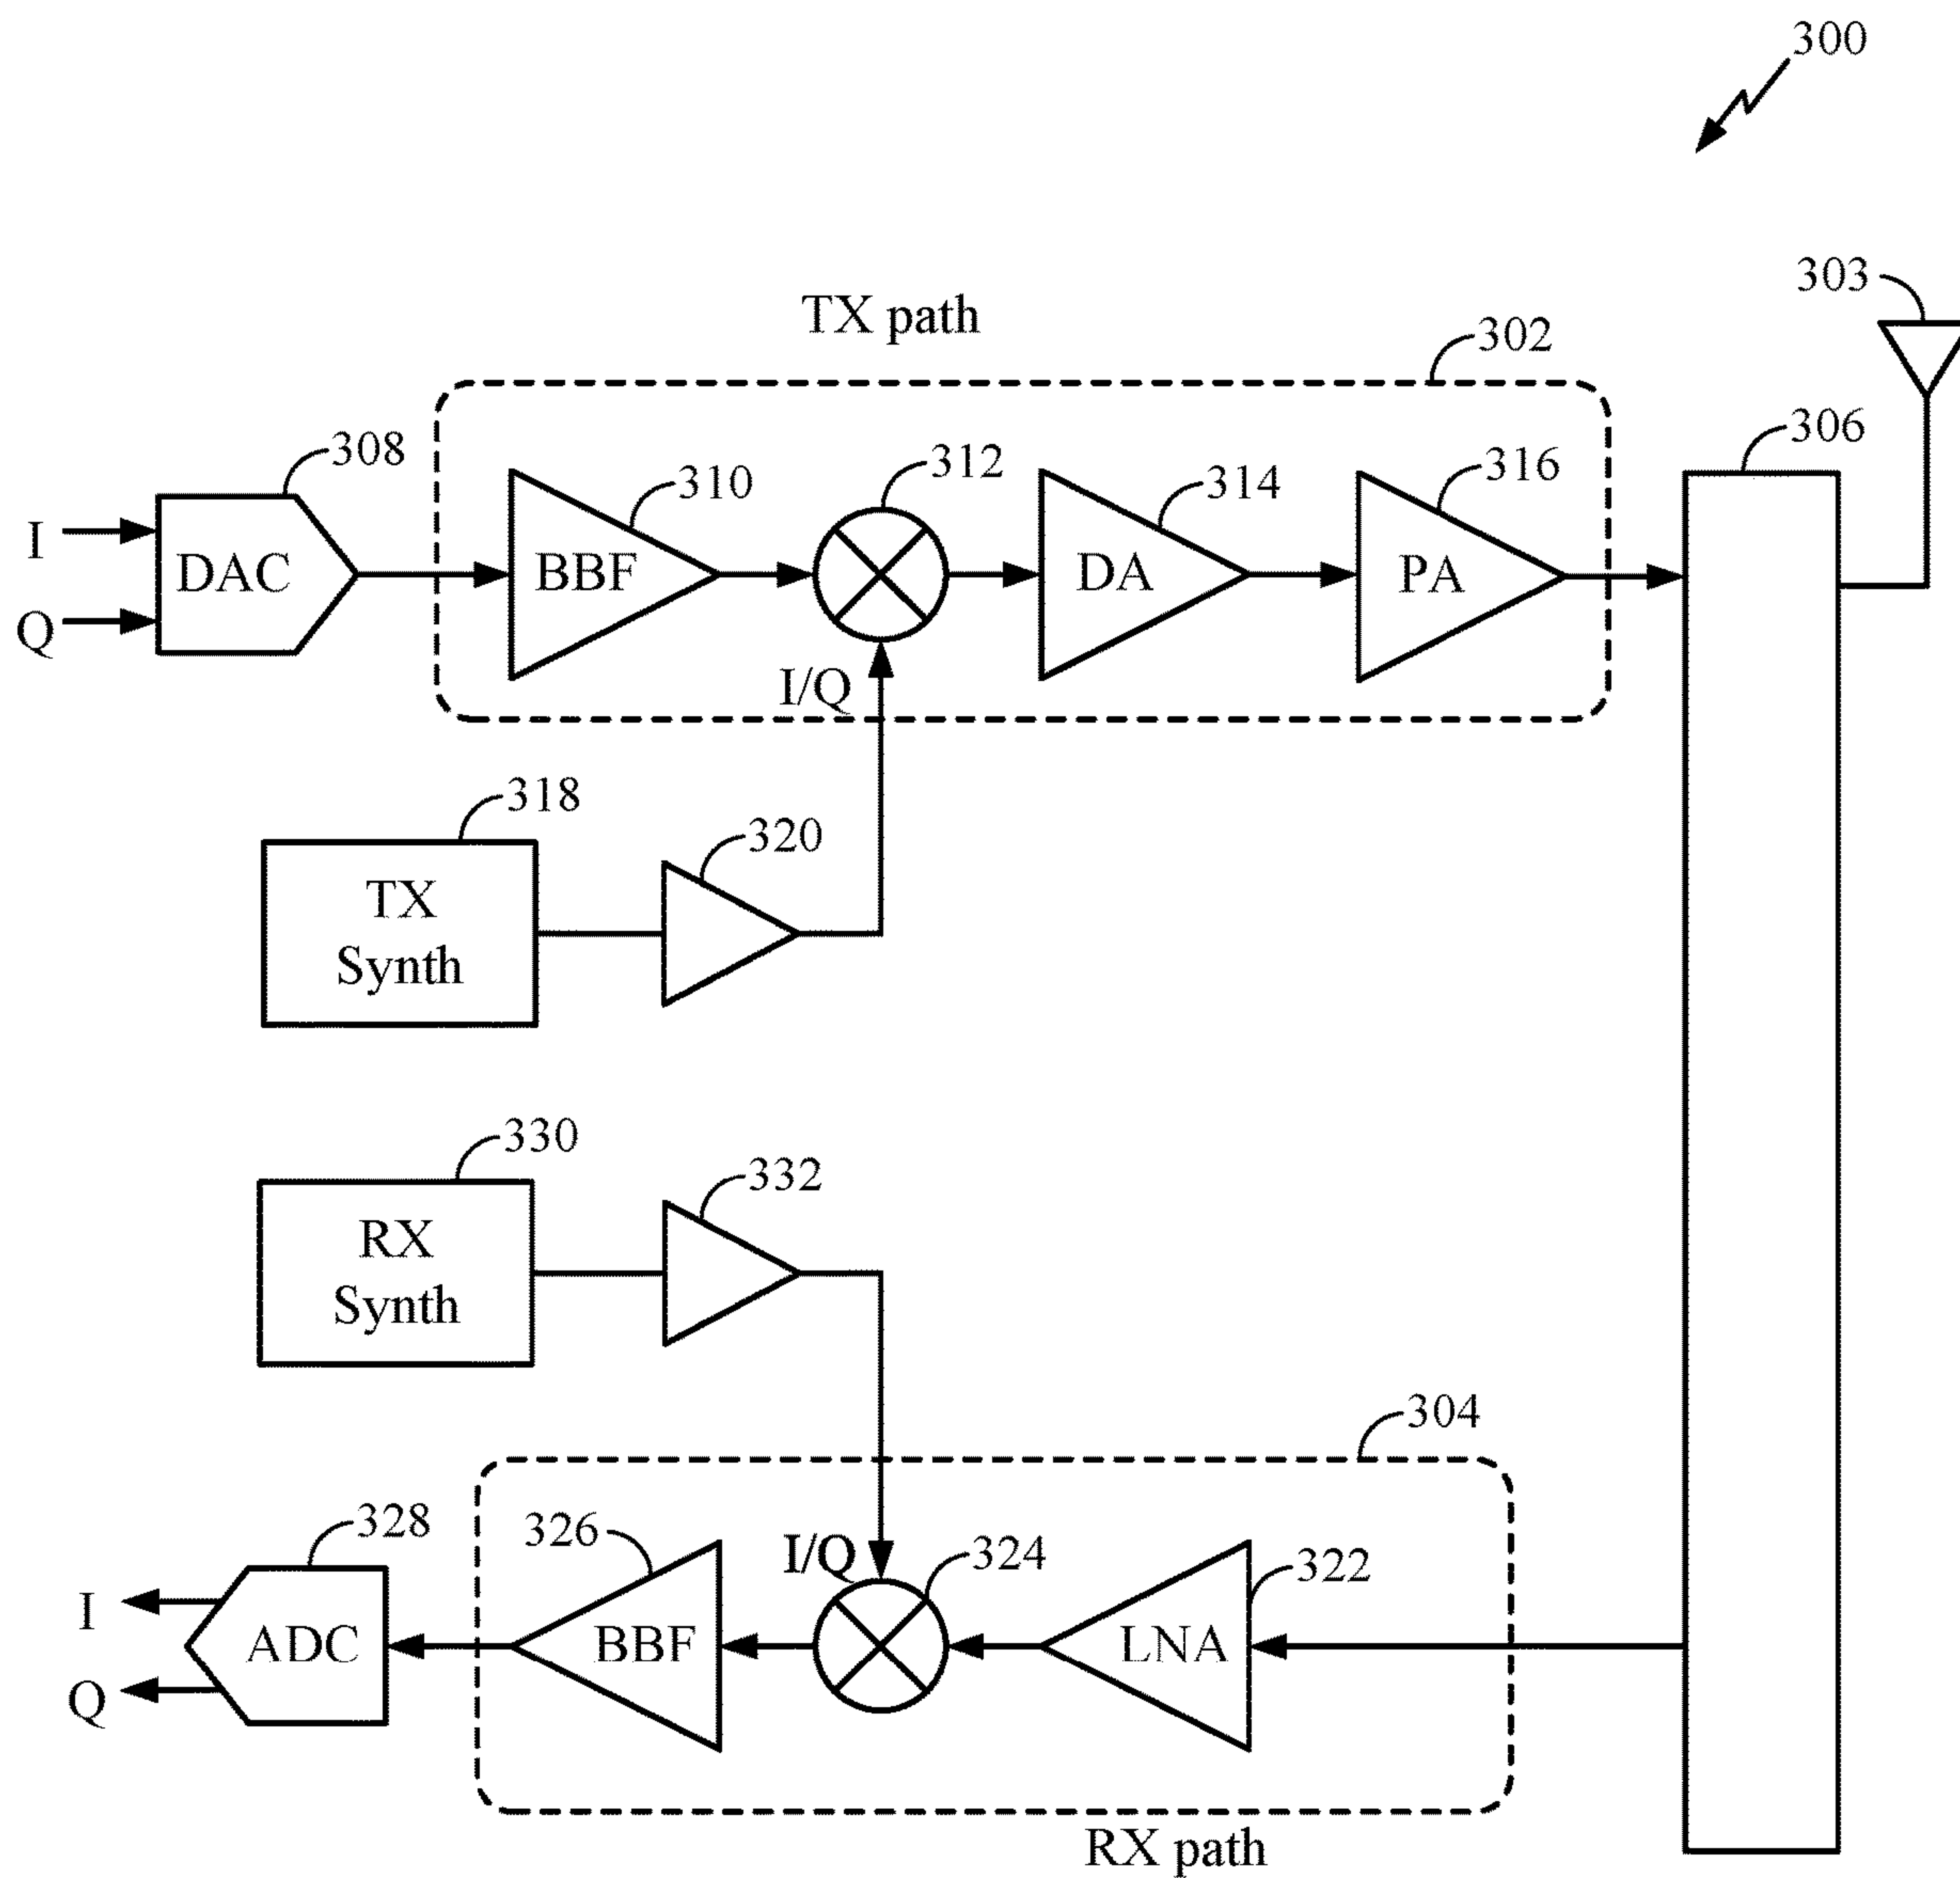 300
303
TX path
302
306
308
310
312
314
316
I
Q
DAC
BBF
DA
PA
I/Q
318
320
TX
Synth
330
332
RX
Synth
304
328
326
I/Q
324
322
I
Q
ADC
BBF
LNA
RX path